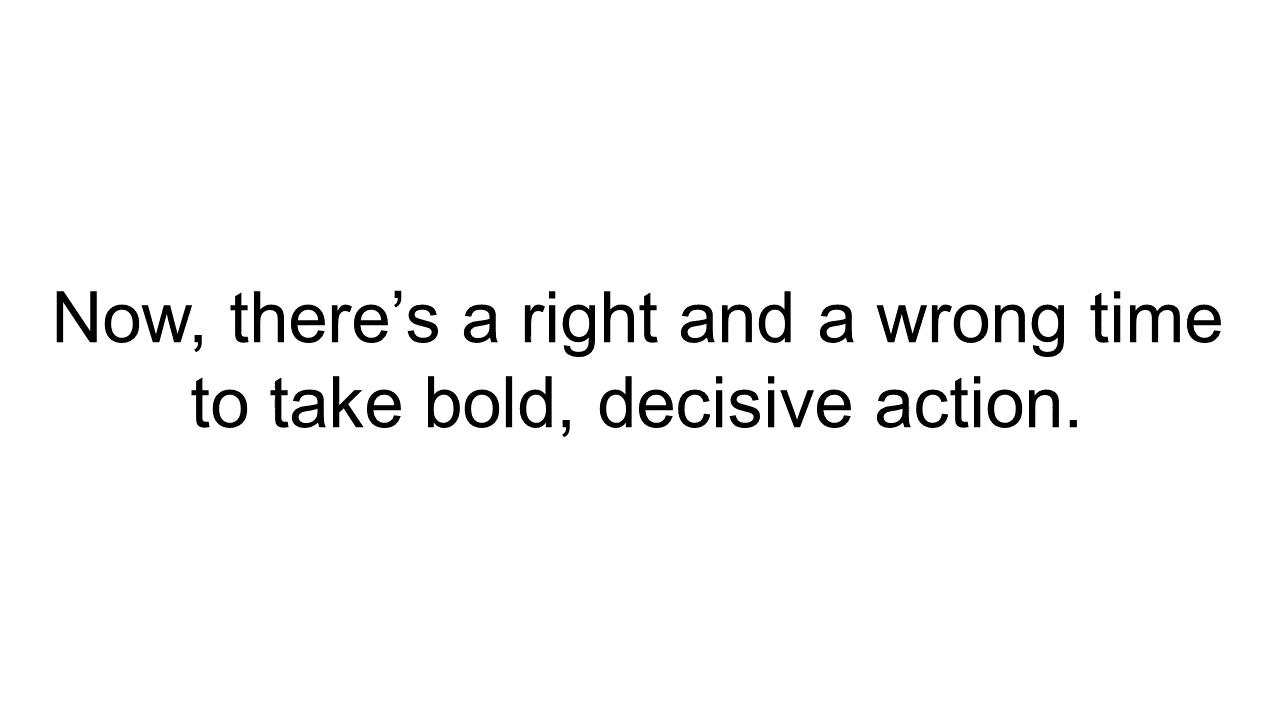 Now, there’s a right and a wrong time
to take bold, decisive action.